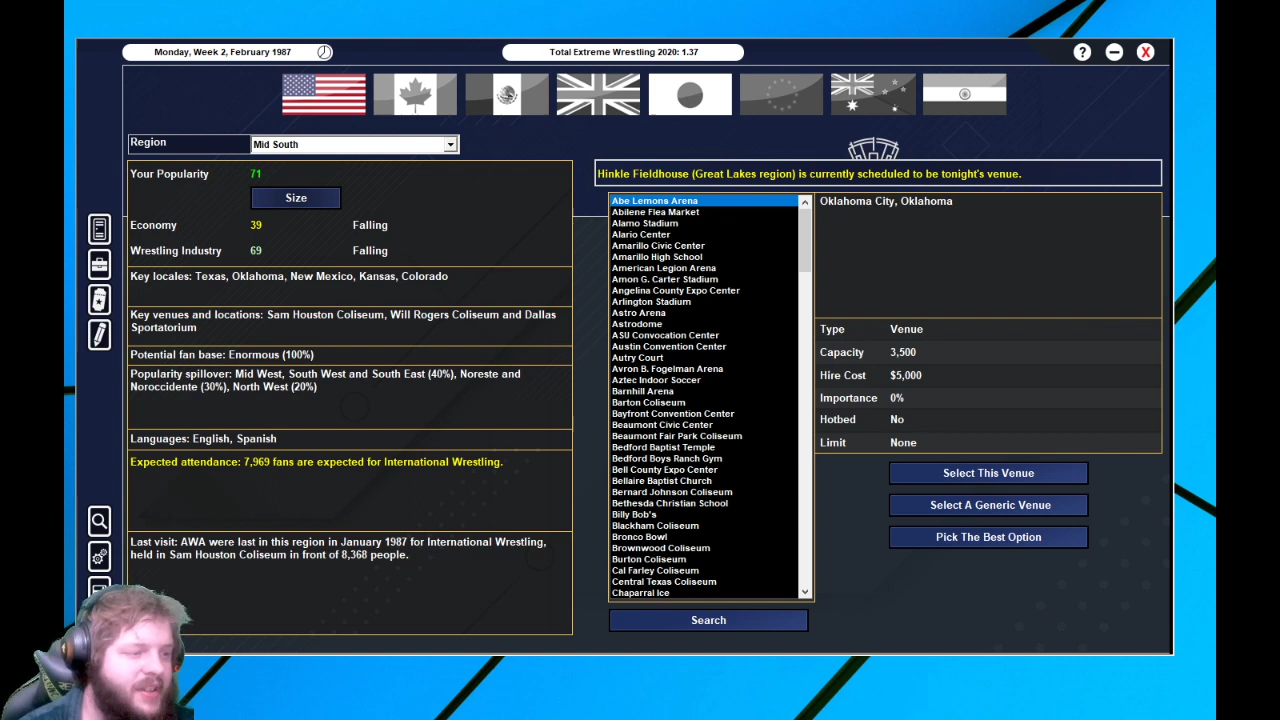 Monday, Week 2, February 1987
Total Extreme Wrestling 2020: 1.37
?
X
Region
Mid South
Your Popularity 71
Size
Economy 39 Falling
Wrestling Industry 69 Falling
Key locales: Texas, Oklahoma, New Mexico, Kansas, Colorado
Key venues and locations: Sam Houston Coliseum, Will Rogers Coliseum and Dallas
Sportatorium
Potential fan base: Enormous (100%)
Popularity spillover: Mid West, South West and South East (40%), Noreste and
Noroccidente (30%), North West (20%)
Languages: English, Spanish
Expected attendance: 7,969 fans are expected for International Wrestling.
Last visit: AWA were last in this region in January 1987 for International Wrestling,
held in Sam Houston Coliseum in front of 8,368 people.
Hinkle Fieldhouse (Great Lakes region) is currently scheduled to be tonight's venue.
Abe Lemons Arena
Abilene Flea Market
Alamo Stadium
Alario Center
Amarillo Civic Center
Amarillo High School
American Legion Arena
Amon G. Carter Stadium
Angelina County Expo Center
Arlington Stadium
Astro Arena
Astrodome
ASU Convocation Center
Austin Convention Center
Autry Court
Avron B. Fogelman Arena
Aztec Indoor Soccer
Barnhill Arena
Barton Coliseum
Bayfront Convention Center
Beaumont Civic Center
Beaumont Fair Park Coliseum
Bedford Baptist Temple
Bedford Boys Ranch Gym
Bell County Expo Center
Bellaire Baptist Church
Bernard Johnson Coliseum
Bethesda Christian School
Billy Bob's
Blackham Coliseum
Bronco Bowl
Brownwood Coliseum
Burton Coliseum
Cal Farley Coliseum
Central Texas Coliseum
Chaparral Ice
Search
Oklahoma City, Oklahoma
Type Venue
Capacity 3,500
Hire Cost $5,000
Importance 0%
Hotbed No
Limit None
Select This Venue
Select A Generic Venue
Pick The Best Option